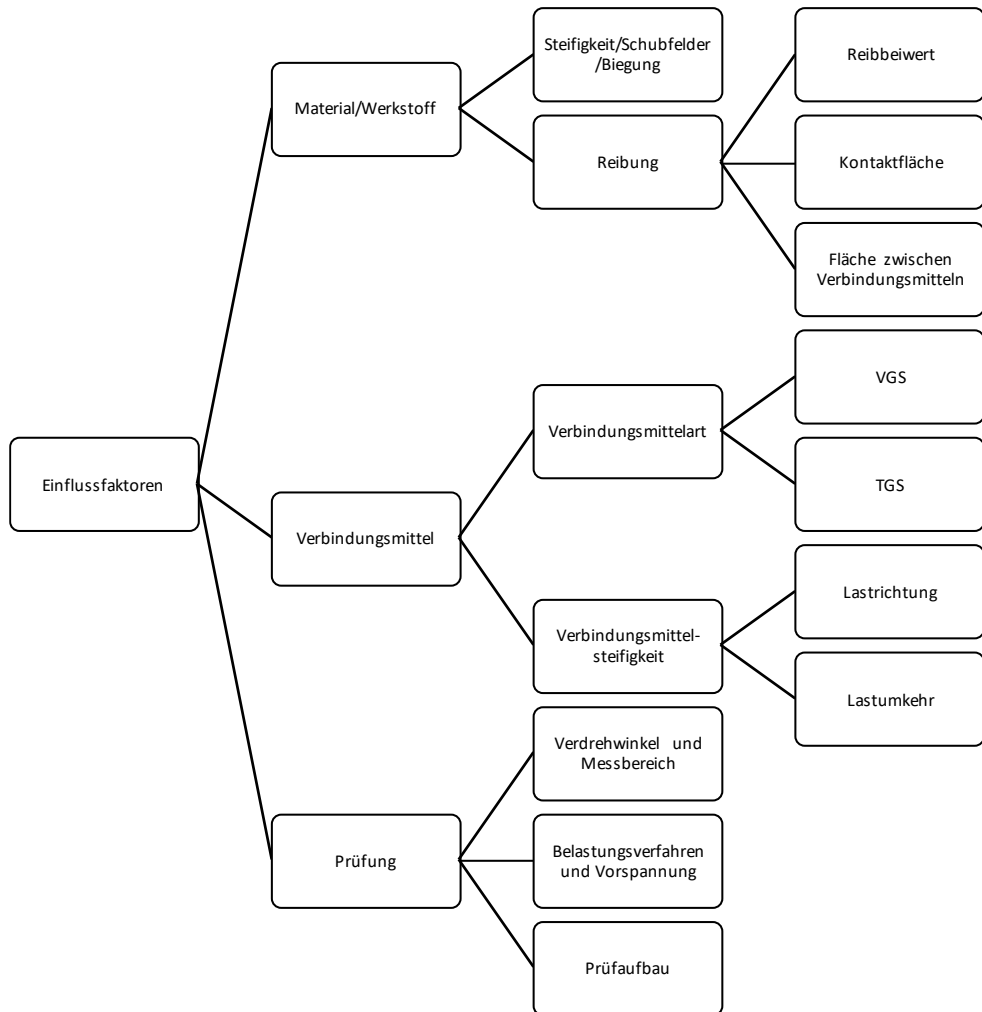 Einflussfaktoren
Material/Werkstoff
Steifigkeit/Schubfelder
/Biegung
Reibung
Reibbeiwert
Kontaktfläche
Fläche zwischen
Verbindungsmitteln
Verbindungsmittel
Verbindungsmittelart
VGS
TGS
Verbindungsmittel-
steifigkeit
Lastrichtung
Lastumkehr
Prüfung
Verdrehwinkel und
Messbereich
Belastungsverfahren
und Vorspannung
Prüfaufbau